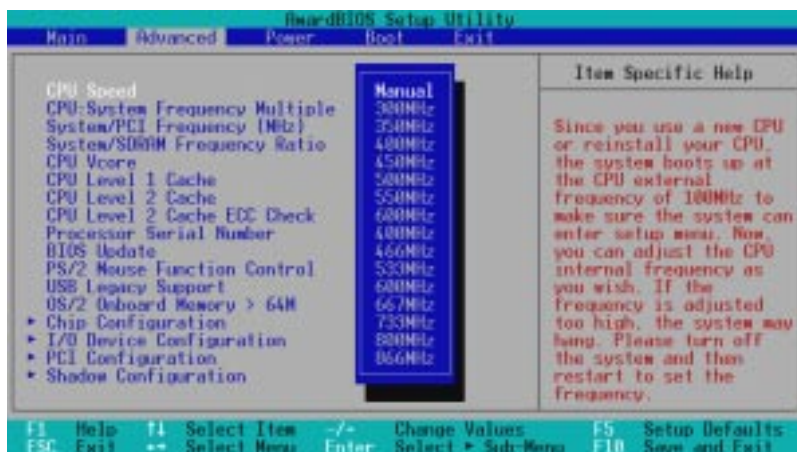 AwardBIOS Setup Utility
Main Advanced Power Boot Exit
CPU Speed
CPU:System Frequency Multiple
System/PCI Frequency (MHz)
System/SDRAM Frequency Ratio
CPU Vcore
CPU Level 1 Cache
CPU Level 2 Cache
CPU Level 2 Cache ECC Check
Processor Serial Number
BIOS Update
PS/2 Mouse Function Control
USB Legacy Support
OS/2 Onboard Memory > 64M
▸ Chip Configuration
▸ I/O Device Configuration
▸ PCI Configuration
▸ Shadow Configuration
Manual
300MHz
350MHz
400MHz
450MHz
500MHz
550MHz
600MHz
400MHz
466MHz
533MHz
600MHz
667MHz
733MHz
800MHz
866MHz
Item Specific Help
Since you use a new CPU
or reinstall your CPU,
the system boots up at
the CPU external
frequency of 100MHz to
make sure the system can
enter setup menu. Now,
you can adjust the CPU
internal frequency as
you wish. If the
frequency is adjusted
too high, the system may
hang. Please turn off
the system and then
restart to set the
frequency.
F1 Help ↑↓ Select Item -/+ Change Values F5 Setup Defaults
ESC Exit ←→ Select Menu Enter Select ▸ Sub-Menu F10 Save and Exit